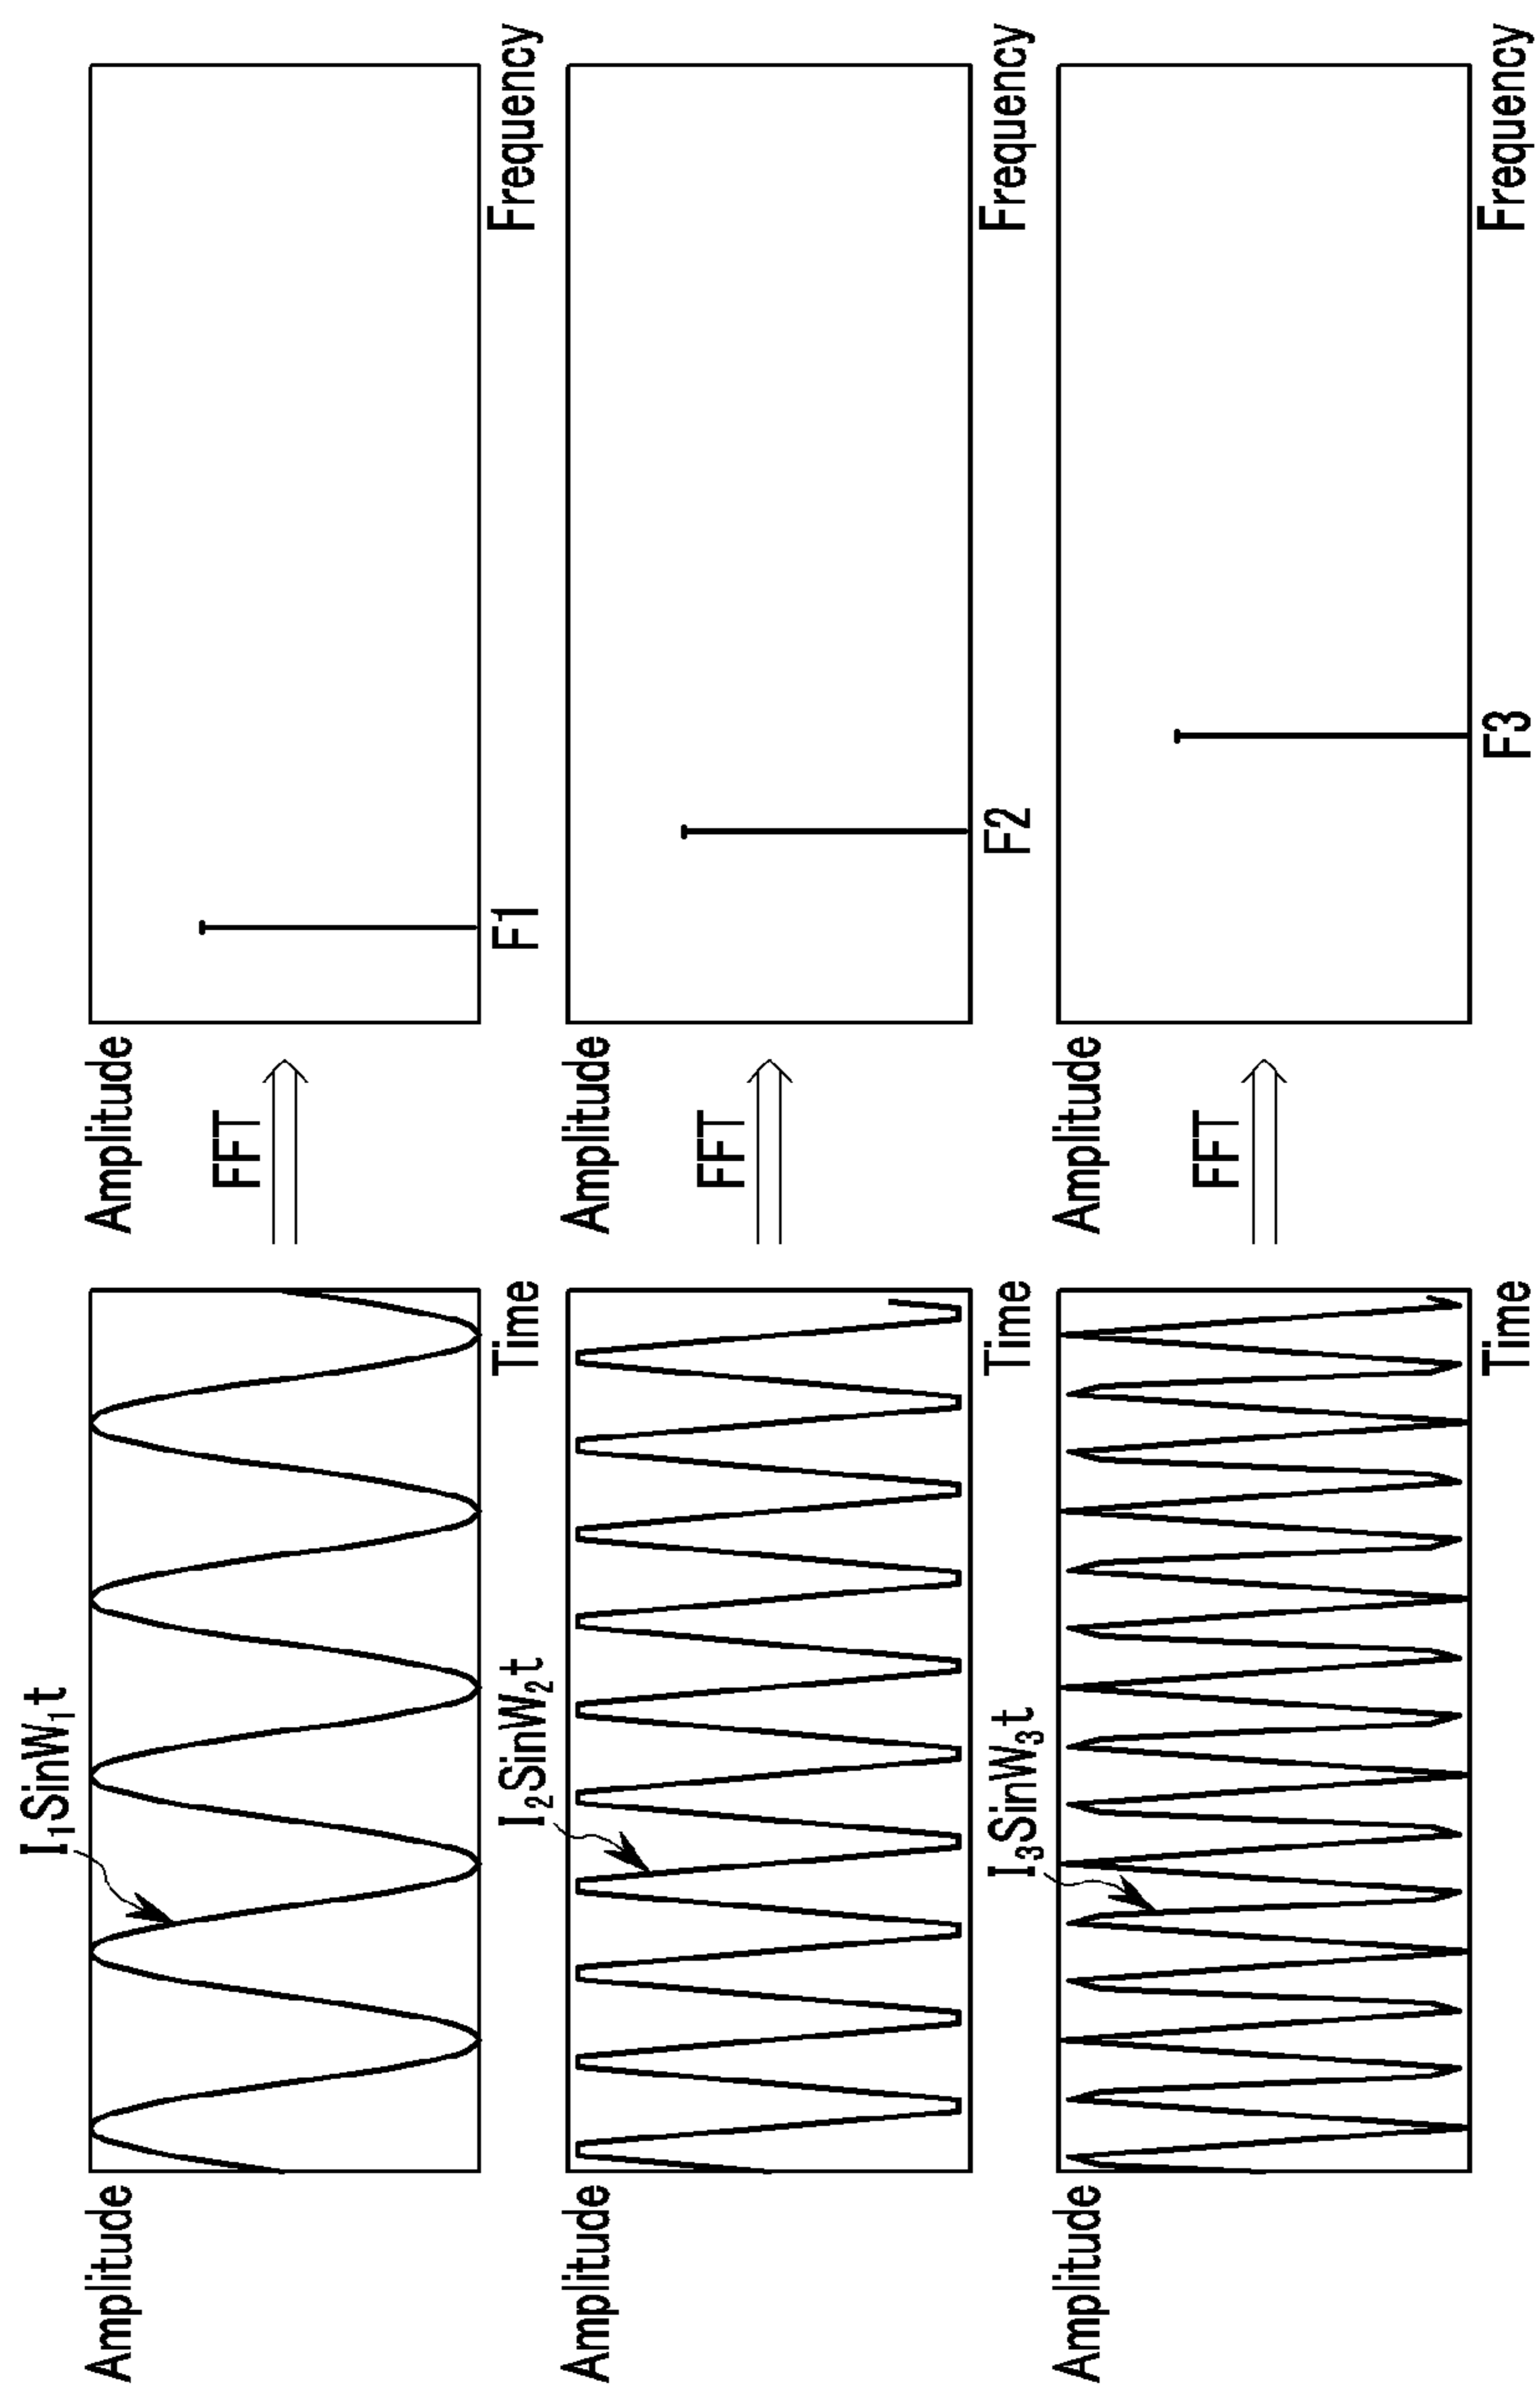 I₁SinW₁t
Amplitude
Time
FFT
Amplitude
F1
Frequency
I₂SinW₂t
Amplitude
Time
FFT
Amplitude
F2
Frequency
I₃SinW₃t
Amplitude
Time
FFT
Amplitude
F3
Frequency